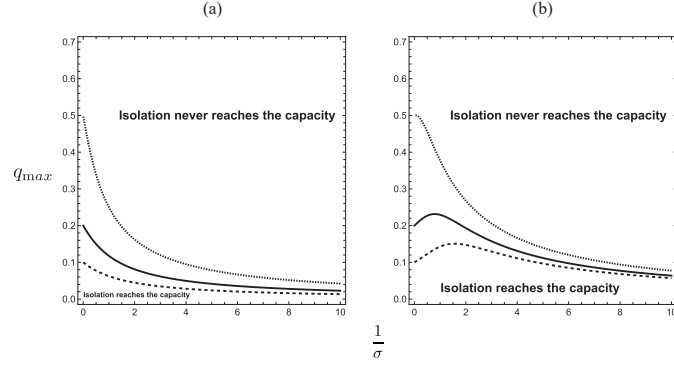 (a) (b)
0.7 0.7
0.6 0.6
Isolation never reaches the capacity Isolation never reaches the capacity
0.5 0.5
0.4 0.4
q_max
0.3 0.3
0.2 0.2
0.1 0.1
Isolation reaches the capacity Isolation reaches the capacity
0.0 0.0
0 2 4 6 8 10 0 2 4 6 8 10
1
σ